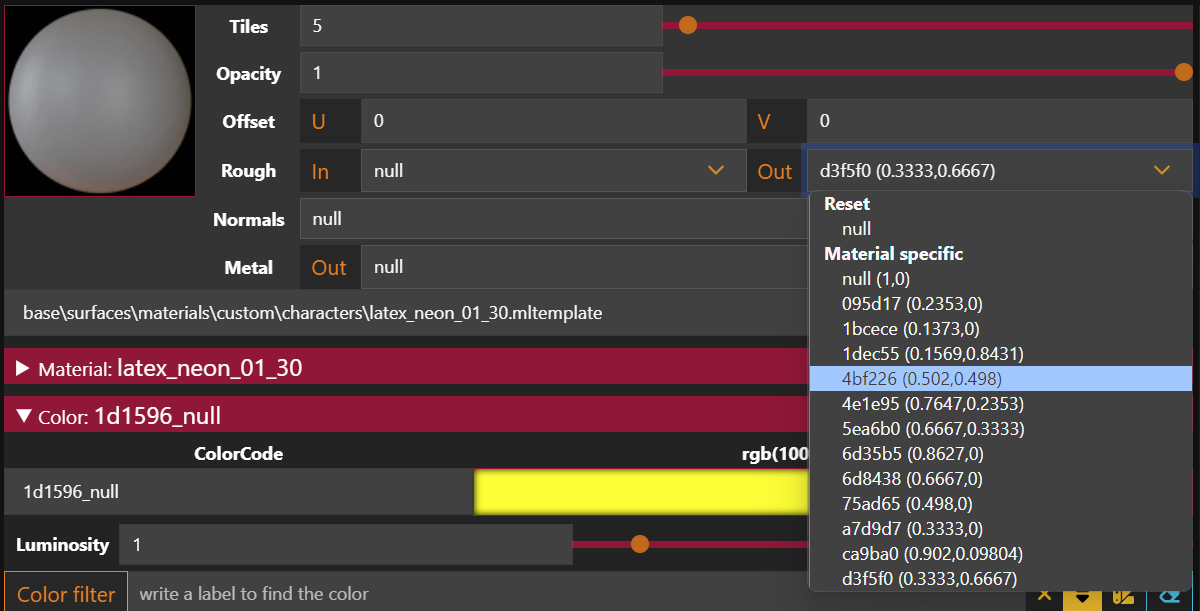 Tiles 5
Opacity 1
Offset U 0 V 0
Rough In null Out d3f5f0 (0.3333,0.6667)
Reset
null
Normals null
Material specific
Metal Out null
null (1,0)
095d17 (0.2353,0)
base\surfaces\materials\custom\characters\latex_neon_01_30.mltemplate
1bcece (0.1373,0)
1dec55 (0.1569,0.8431)
Material: latex_neon_01_30
4bf226 (0.502,0.498)
4e1e95 (0.7647,0.2353)
Color: 1d1596_null
5ea6b0 (0.6667,0.3333)
ColorCode rgb(100
6d35b5 (0.8627,0)
6d8438 (0.6667,0)
1d1596_null
75ad65 (0.498,0)
a7d9d7 (0.3333,0)
Luminosity 1
ca9ba0 (0.902,0.09804)
d3f5f0 (0.3333,0.6667)
Color filter write a label to find the color